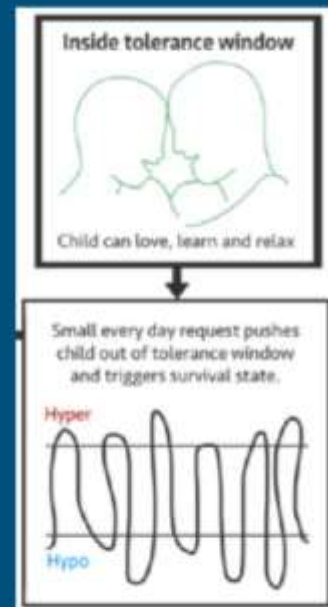 Inside tolerance window
Child can love, learn and relax
Small every day request pushes
child out of tolerance window
and triggers survival state.
Hyper
Hypo